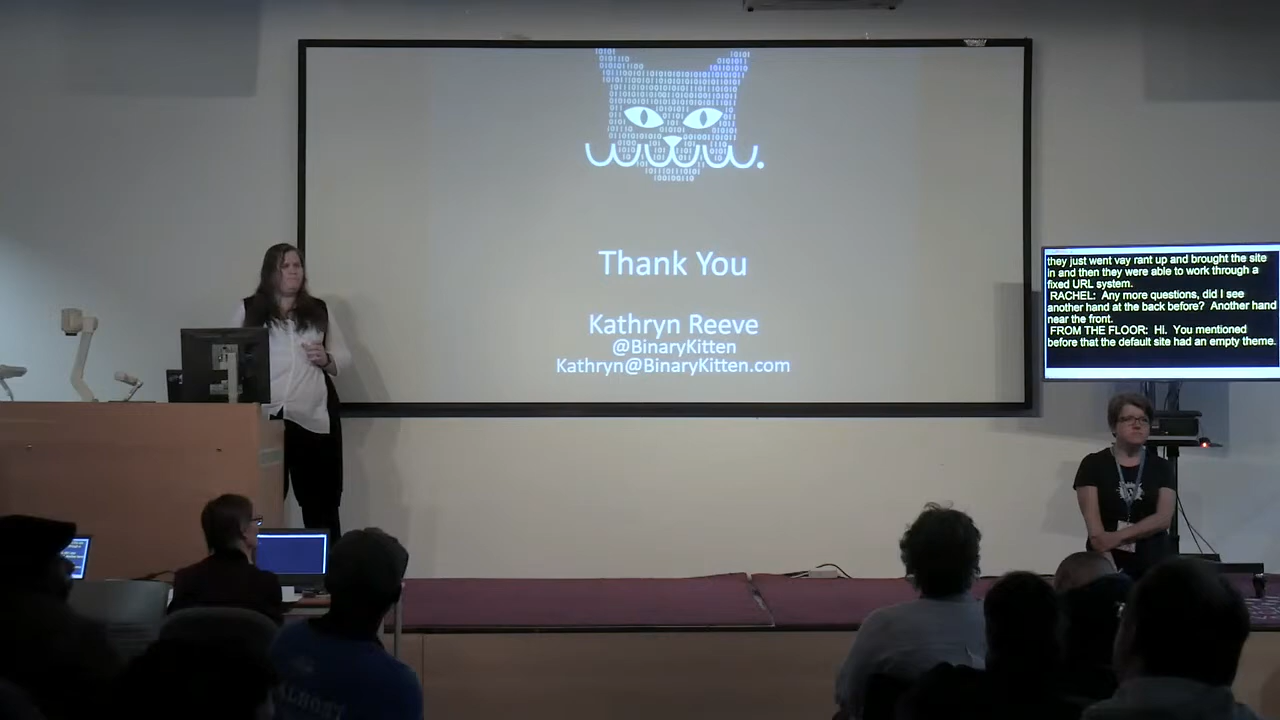 www.
Thank You
Kathryn Reeve
@BinaryKitten
Kathryn@BinaryKitten.com
they just went vay rant up and brought the site
in and then they were able to work through a
fixed URL system.
RACHEL: Any more questions, did I see
another hand at the back before? Another hand
near the front.
FROM THE FLOOR: HI. You mentioned
before that the default site had an empty theme.